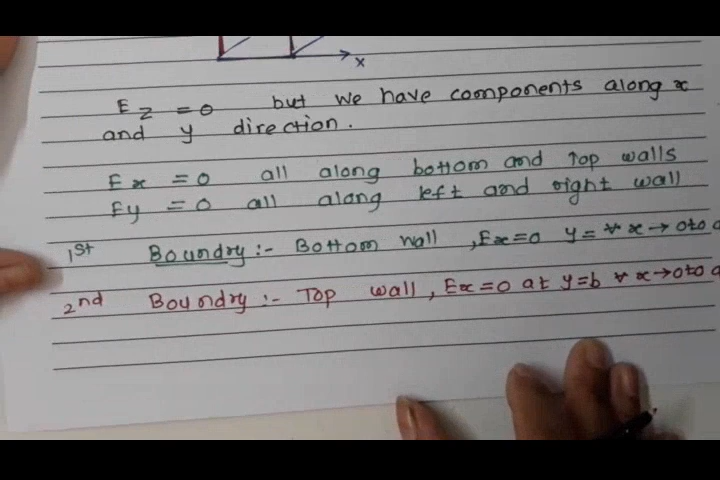 x
Ez = 0 but we have components along x
and y direction.
Ex = 0 all along bottom and top walls
Ey = 0 all along left and right wall
1st Boundry :- Bottom wall , Ex=0 y= ∀ x → 0 to a
2nd Boundry :- Top wall , Ex=0 at y=b ∀ x → 0 to a